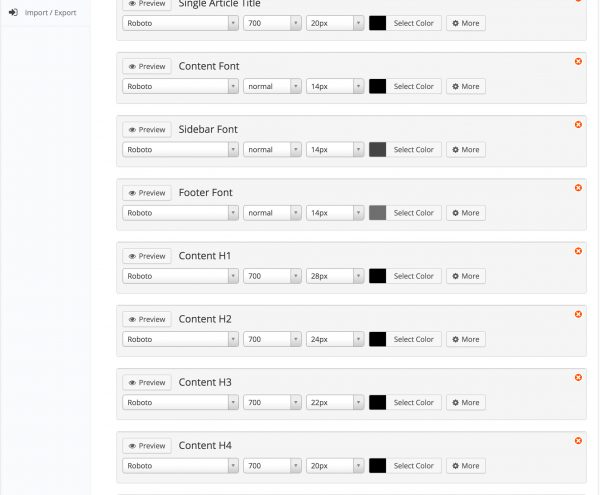 Import / Export
Preview Single Article Title
Roboto 700 20px Select Color More
Preview Content Font
Roboto normal 14px Select Color More
Preview Sidebar Font
Roboto normal 14px Select Color More
Preview Footer Font
Roboto normal 14px Select Color More
Preview Content H1
Roboto 700 28px Select Color More
Preview Content H2
Roboto 700 24px Select Color More
Preview Content H3
Roboto 700 22px Select Color More
Preview Content H4
Roboto 700 20px Select Color More